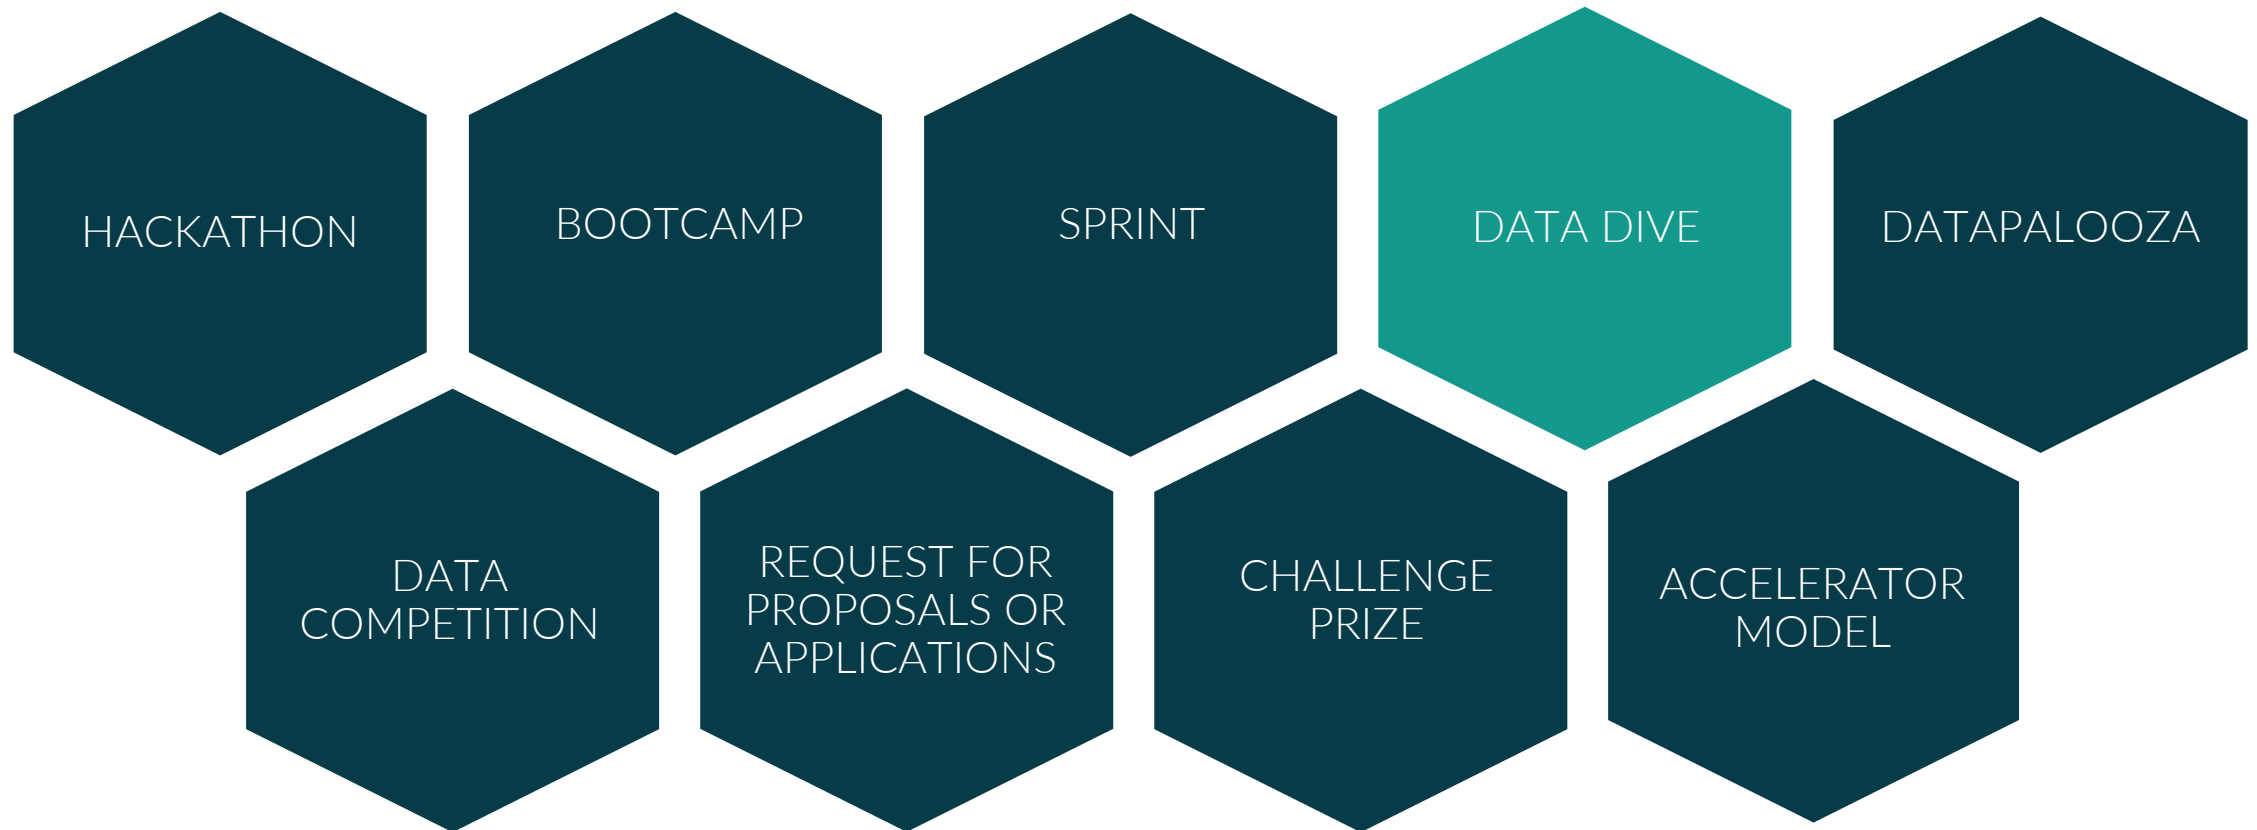 HACKATHON
BOOTCAMP
SPRINT
DATA DIVE
DATAPALOOZA
DATA
COMPETITION
REQUEST FOR
PROPOSALS OR
APPLICATIONS
CHALLENGE
PRIZE
ACCELERATOR
MODEL